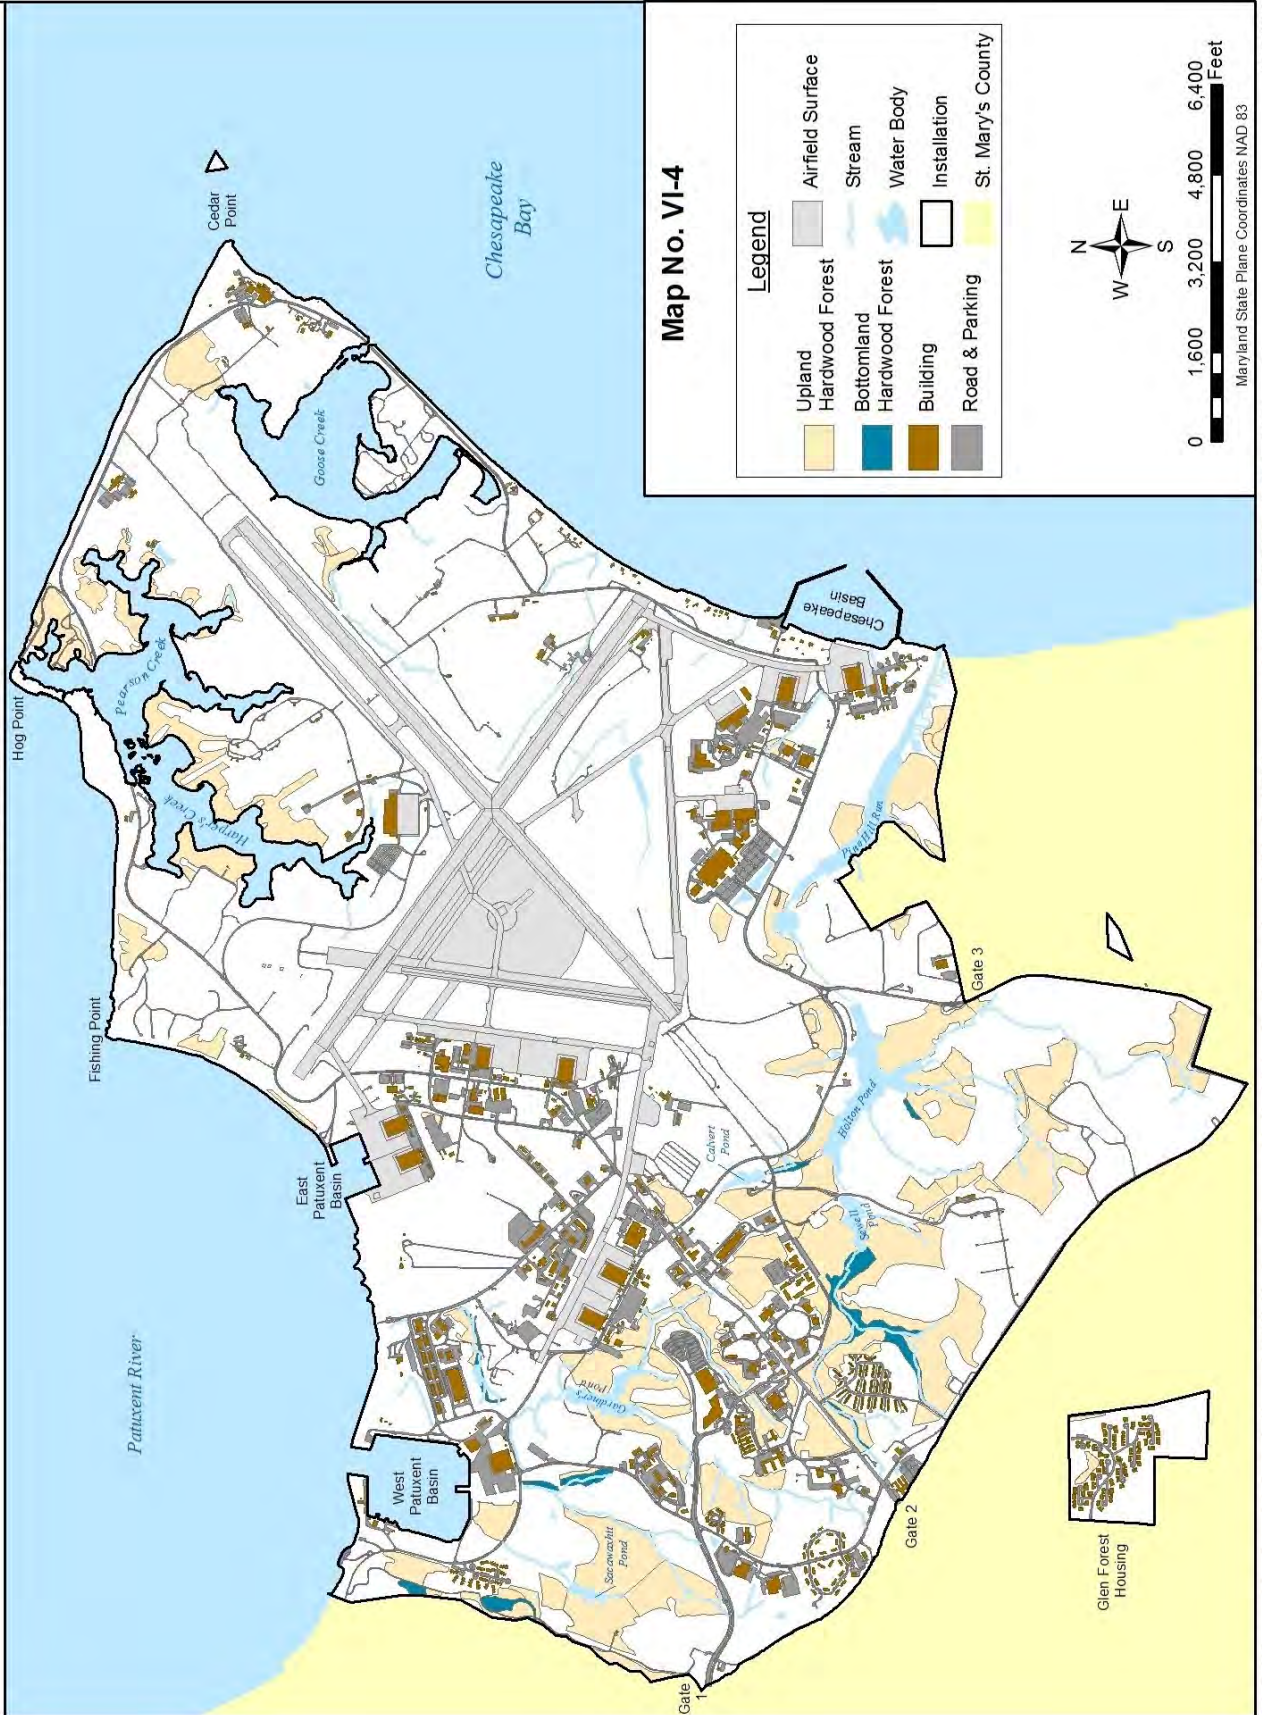 Hog Point
Cedar
Point
Pearson Creek
Harper's Creek
Goose Creek
Chesapeake
Bay
Fishing Point
East
Patuxent
Basin
Patuxent River
West
Patuxent
Basin
Chesapeake
Basin
Pine Hill Run
Gate 3
Holton Pond
Calvert
Pond
Sewell
Pond
Gardiner's
Pond
Sacawaxhit
Pond
Gate 2
Gate
1
Glen Forest
Housing
Map No. VI-4
Legend
Upland
Hardwood Forest
Bottomland
Hardwood Forest
Building
Road & Parking
Airfield Surface
Stream
Water Body
Installation
St. Mary's County
N
W
E
S
0 1,600 3,200 4,800 6,400
Feet
Maryland State Plane Coordinates NAD 83